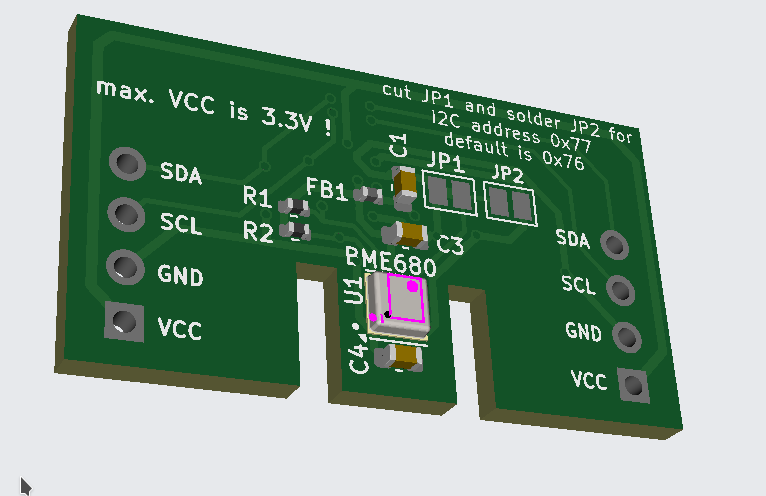 max. VCC is 3.3V !
cut JP1 and solder JP2 for
I2C address 0x77
default is 0x76
C1
JP1
JP2
SDA
FB1
R1
SCL
R2
C3
SDA
PME680
GND
U1
SCL
VCC
GND
C4
VCC